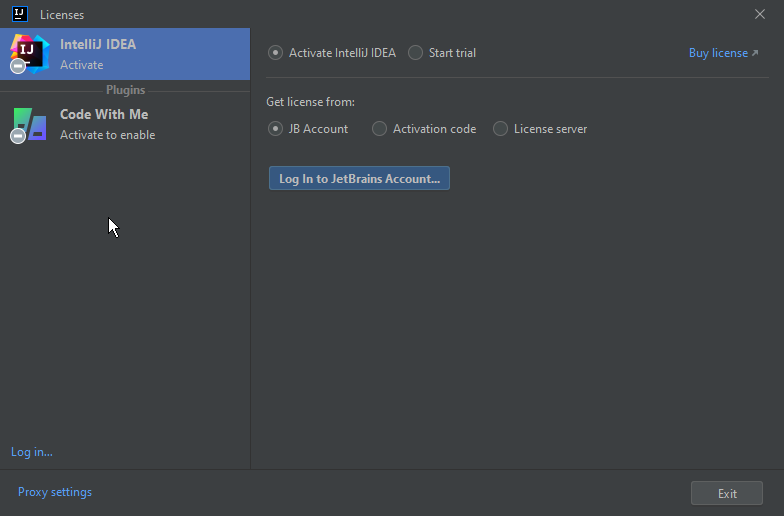 IJ Licenses
IntelliJ IDEA
Activate
IJ
Plugins
Code With Me
Activate to enable
Log in...
Activate IntelliJ IDEA Start trial Buy license ↗
Get license from:
JB Account Activation code License server
Log In to JetBrains Account...
Proxy settings Exit